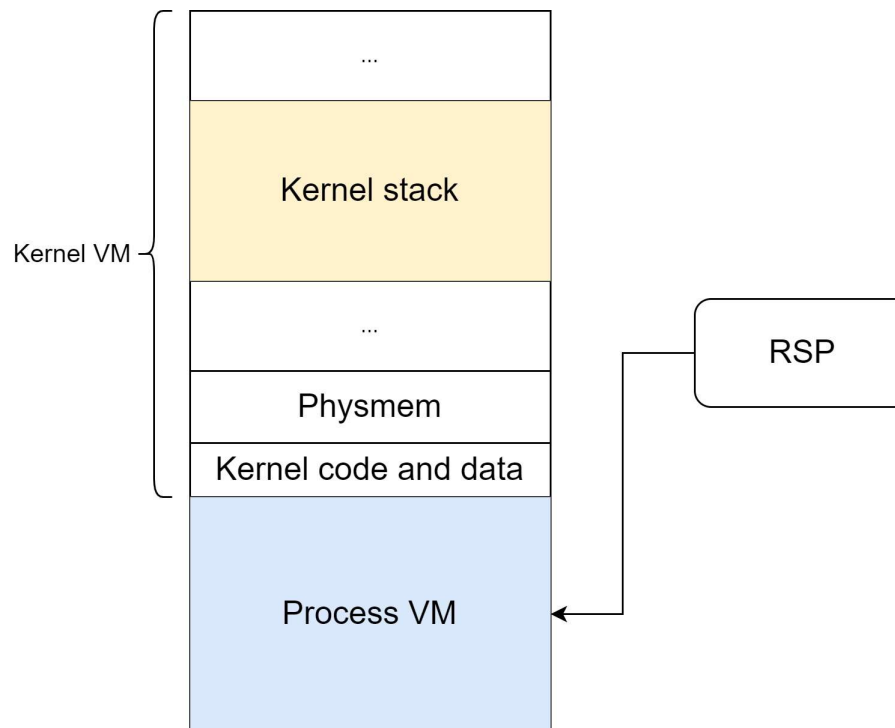 ...
Kernel stack
Kernel VM
...
RSP
Physmem
Kernel code and data
Process VM